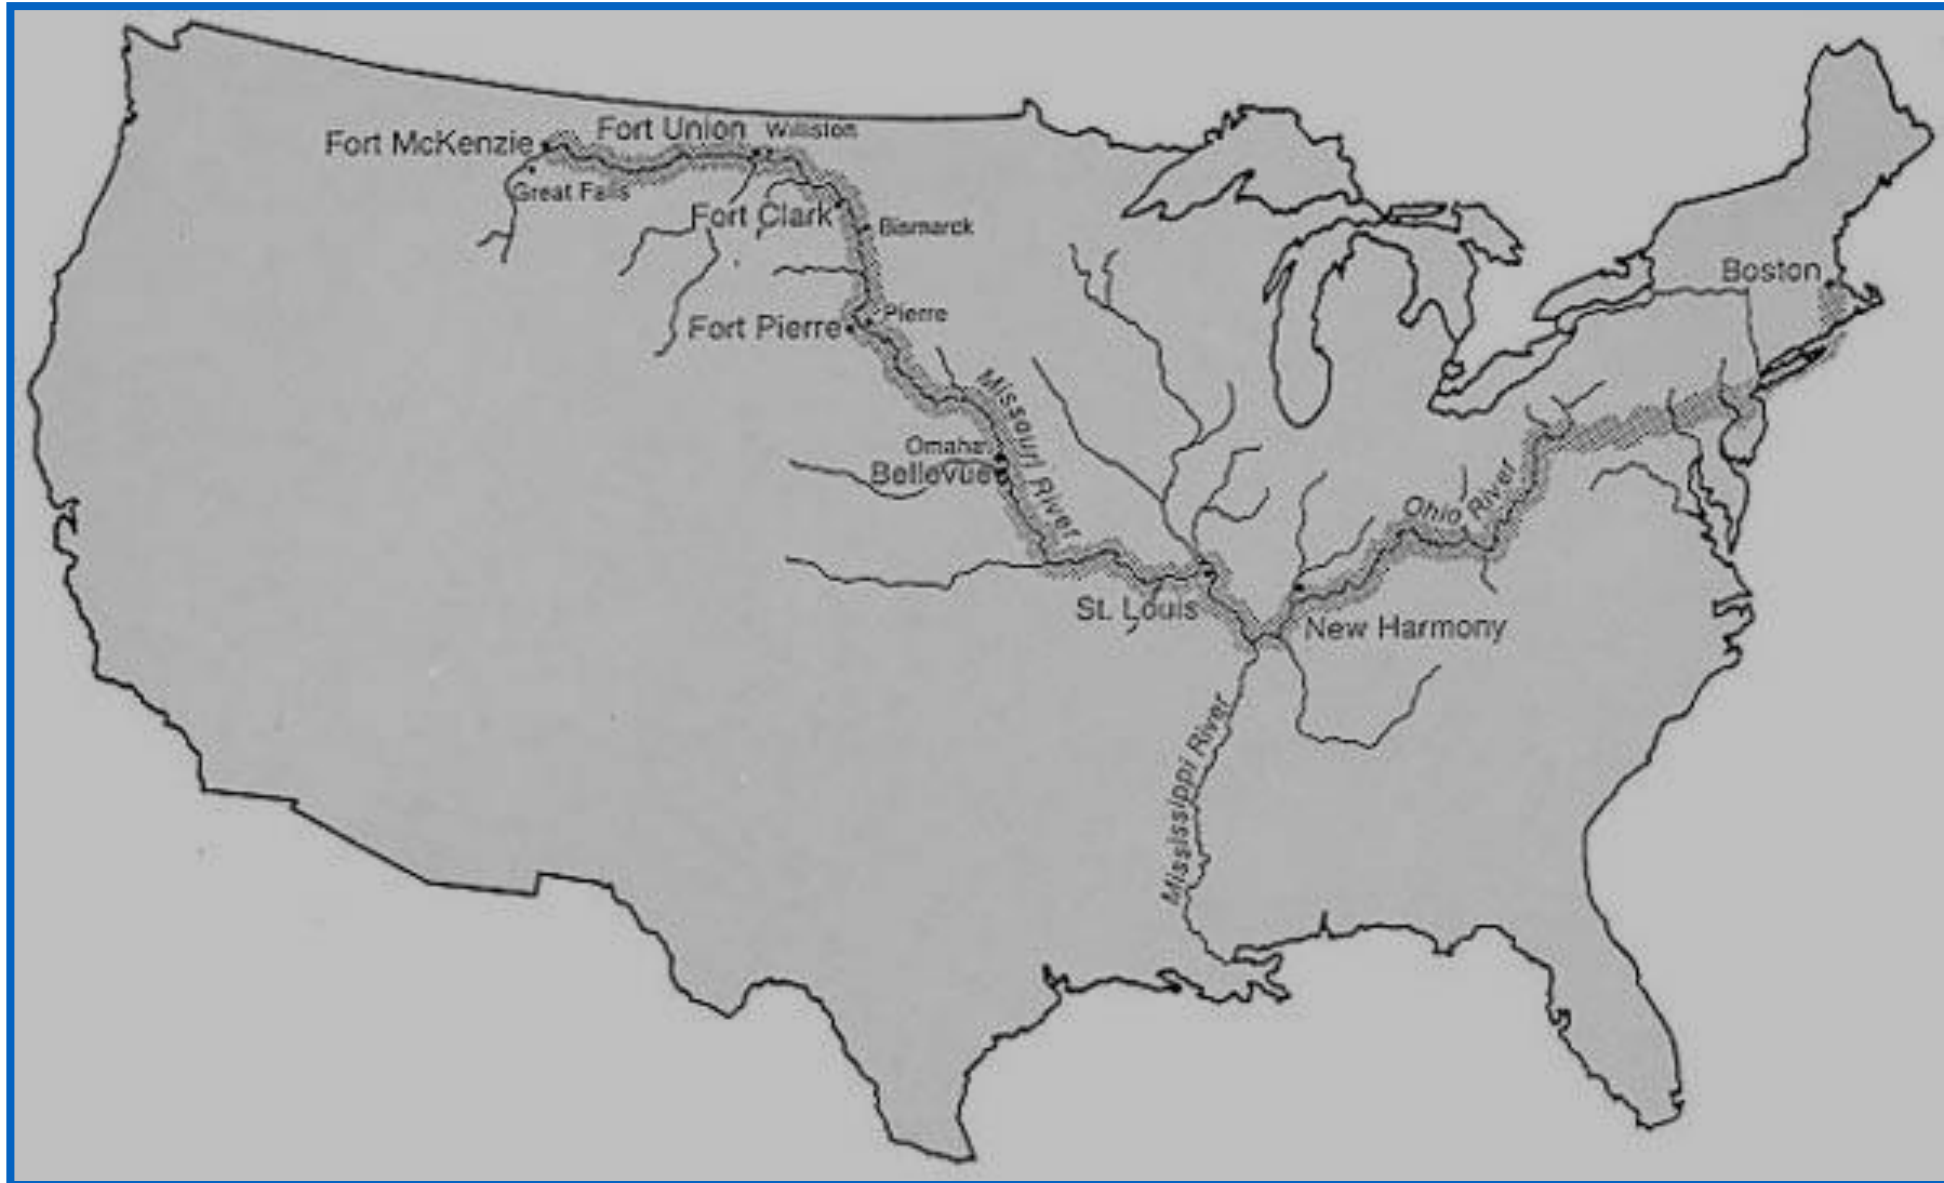 Fort McKenzie
Fort Union
Williston
Great Falls
Fort Clark
Bismarck
Boston
Fort Pierre
Pierre
Missouri River
Omaha
Bellevue
Ohio River
St. Louis
New Harmony
Mississippi River